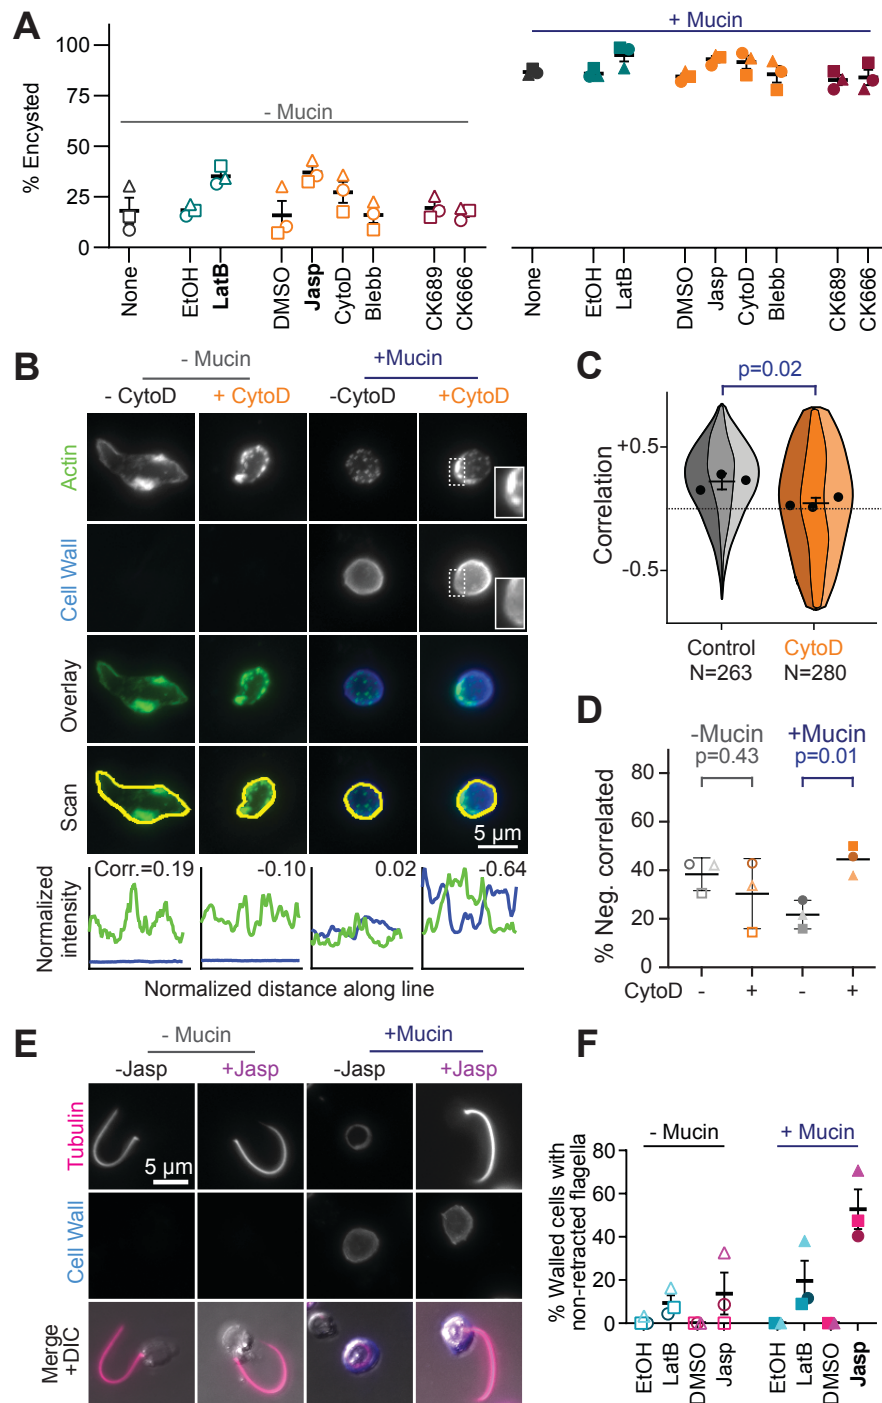 A
+ Mucin
100
75
50
25
0
% Encysted
- Mucin
None
EtOH
LatB
DMSO
Jasp
CytoD
Blebb
CK689
CK666
None
EtOH
LatB
DMSO
Jasp
CytoD
Blebb
CK689
CK666
B
- Mucin
+Mucin
- CytoD
+ CytoD
-CytoD
+CytoD
Actin
Cell Wall
Overlay
Scan
5 µm
Normalized
intensity
Corr.=0.19
-0.10
0.02
-0.64
Normalized distance along line
C
p=0.02
Correlation
+0.5
-0.5
Control
N=263
CytoD
N=280
D
-Mucin
+Mucin
p=0.43
p=0.01
% Neg. correlated
80
60
40
20
0
CytoD
-
+
-
+
E
- Mucin
+Mucin
-Jasp
+Jasp
-Jasp
+Jasp
Tubulin
5 µm
Cell Wall
Merge
+DIC
F
- Mucin
+ Mucin
% Walled cells with
non-retracted flagella
80
60
40
20
0
EtOH
LatB
DMSO
Jasp
EtOH
LatB
DMSO
Jasp